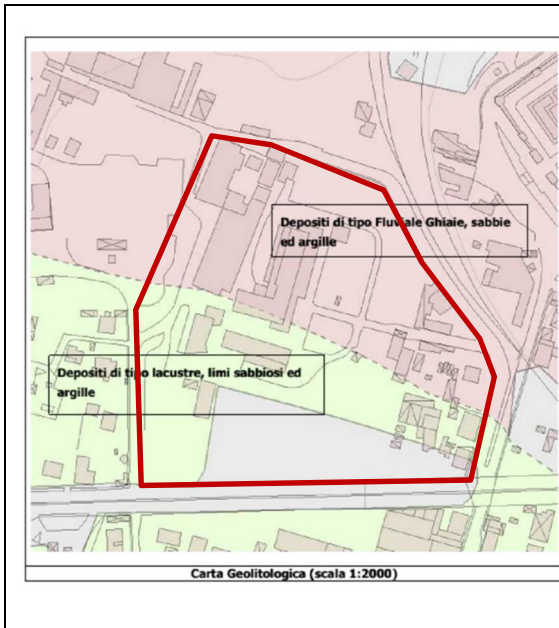 Depositi di tipo Fluviale Ghiaie, sabbie
ed argille
Depositi di tipo lacustre, limi sabbiosi ed
argille
Carta Geolitologica (scala 1:2000)